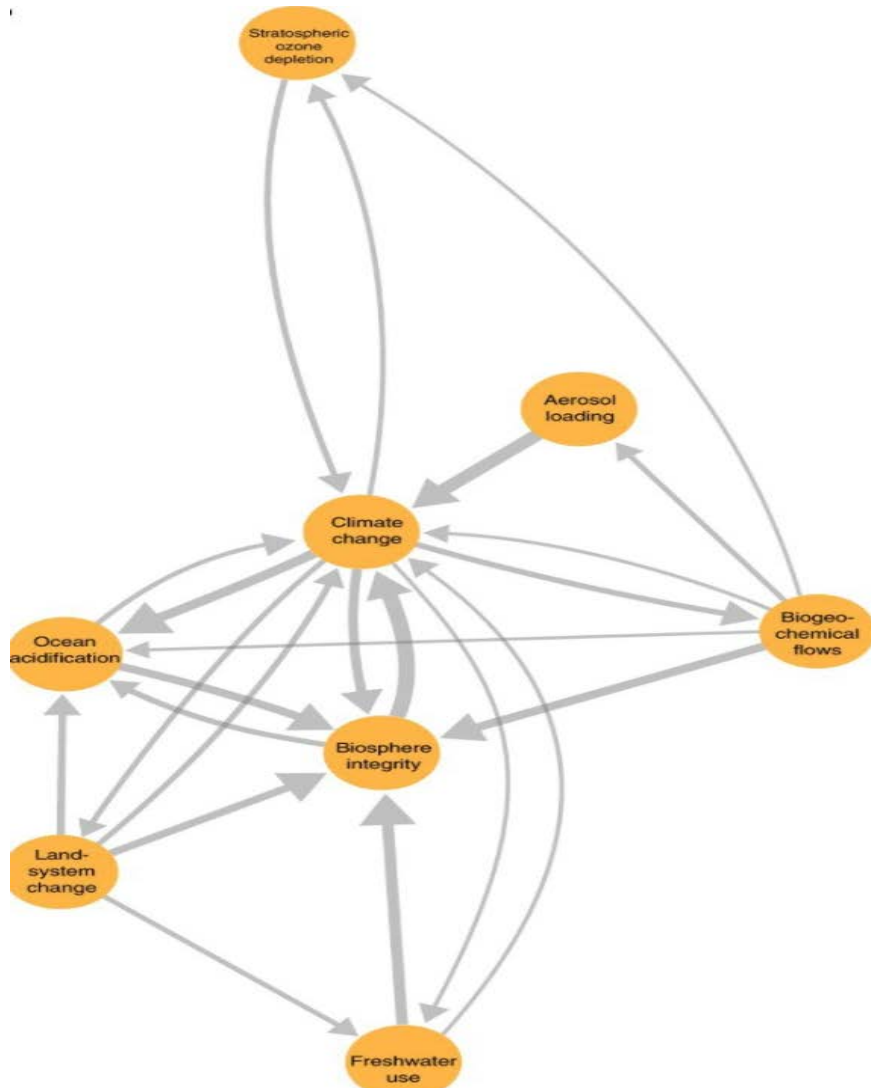 Stratospheric
ozone
depletion
Aerosol
loading
Climate
change
Ocean
acidification
Biogeo-
chemical
flows
Biosphere
integrity
Land-
system
change
Freshwater
use